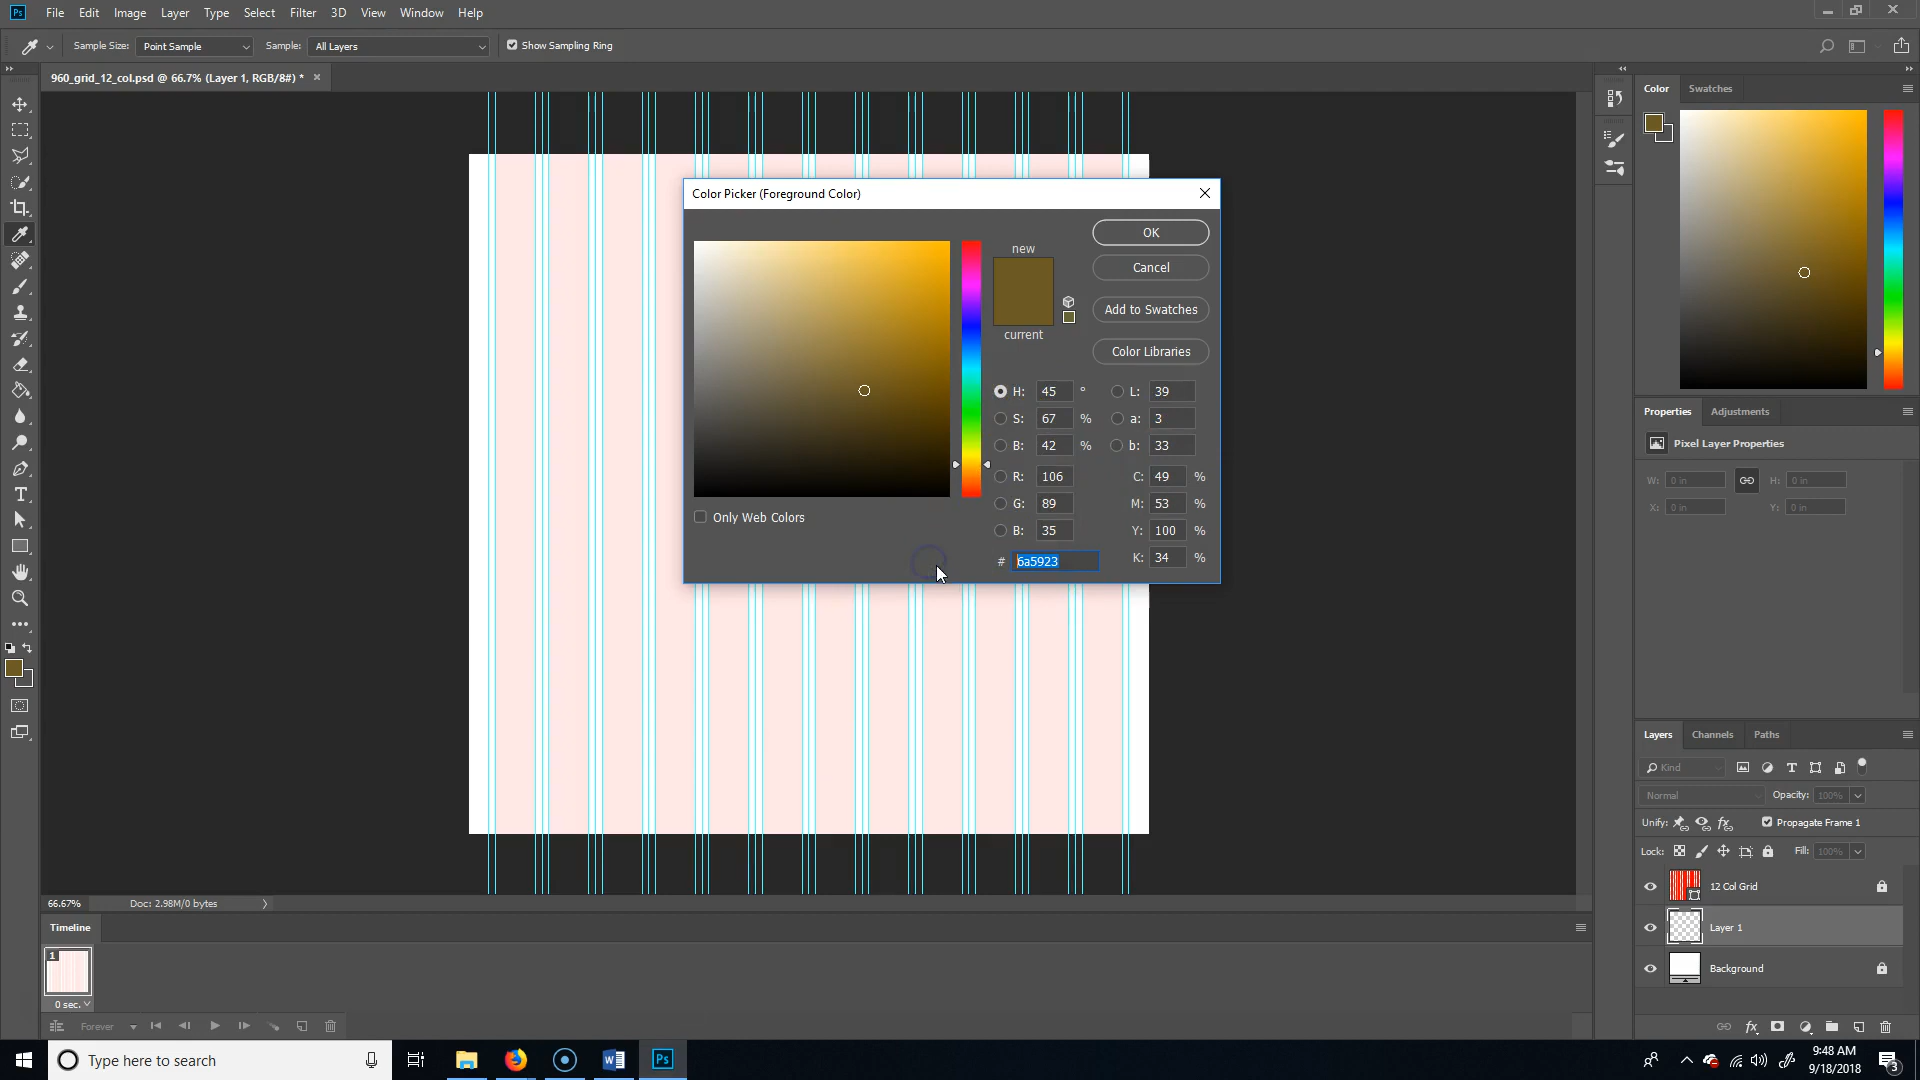 Ps File Edit Image Layer Type Select Filter 3D View Window Help
Sample Size: Point Sample Sample: All Layers Show Sampling Ring
960_grid_12_col.psd @ 66.7% (Layer 1, RGB/8#) * ×
Color Swatches
Color Picker (Foreground Color)
new
current
OK
Cancel
Add to Swatches
Color Libraries
H: 45 ° L: 39
S: 67 % a: 3
B: 42 % b: 33
R: 106 C: 49 %
G: 89 M: 53 %
B: 35 Y: 100 %
# 6a5923 K: 34 %
Only Web Colors
Properties Adjustments
Pixel Layer Properties
W: 0 in H: 0 in
X: 0 in Y: 0 in
Layers Channels Paths
Kind
Normal Opacity: 100%
Unify: Propagate Frame 1
Lock: Fill: 100%
12 Col Grid
Layer 1
Background
66.67% Doc: 2.98M/0 bytes
Timeline
1
0 sec.
Forever
Type here to search
Ps
9:48 AM
9/18/2018
3